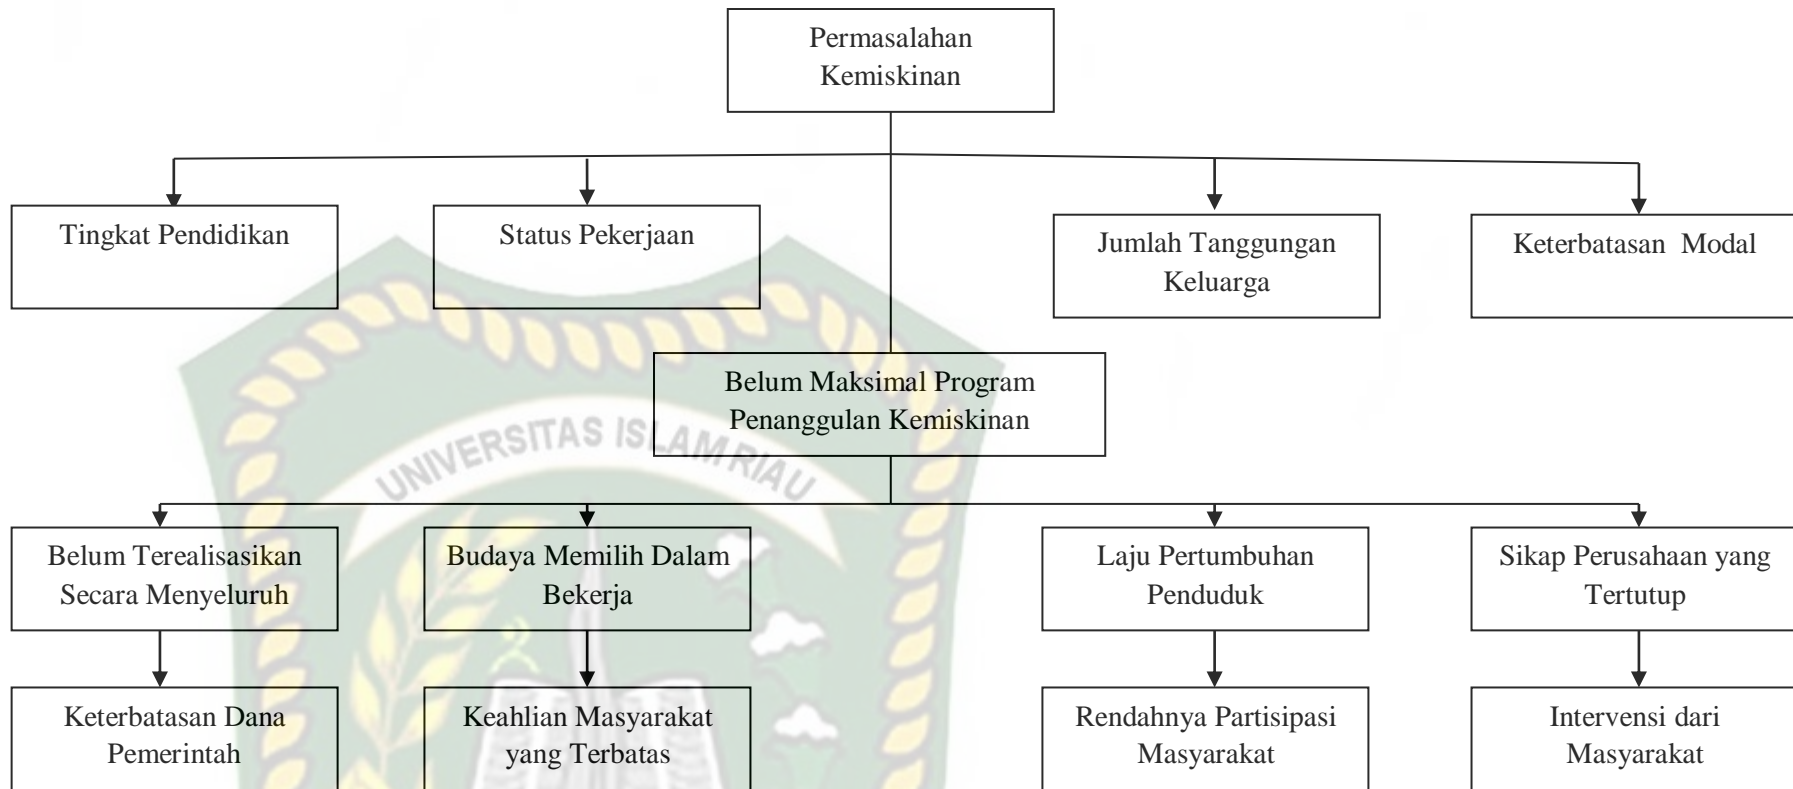 Permasalahan
Kemiskinan
Tingkat Pendidikan
Status Pekerjaan
Jumlah Tanggungan
Keluarga
Keterbatasan Modal
Belum Maksimal Program
Penanggulan Kemiskinan
UNIVERSITAS ISLAM RIAU
Belum Terealisasikan
Secara Menyeluruh
Budaya Memilih Dalam
Bekerja
Laju Pertumbuhan
Penduduk
Sikap Perusahaan yang
Tertutup
Keterbatasan Dana
Pemerintah
Keahlian Masyarakat
yang Terbatas
Rendahnya Partisipasi
Masyarakat
Intervensi dari
Masyarakat